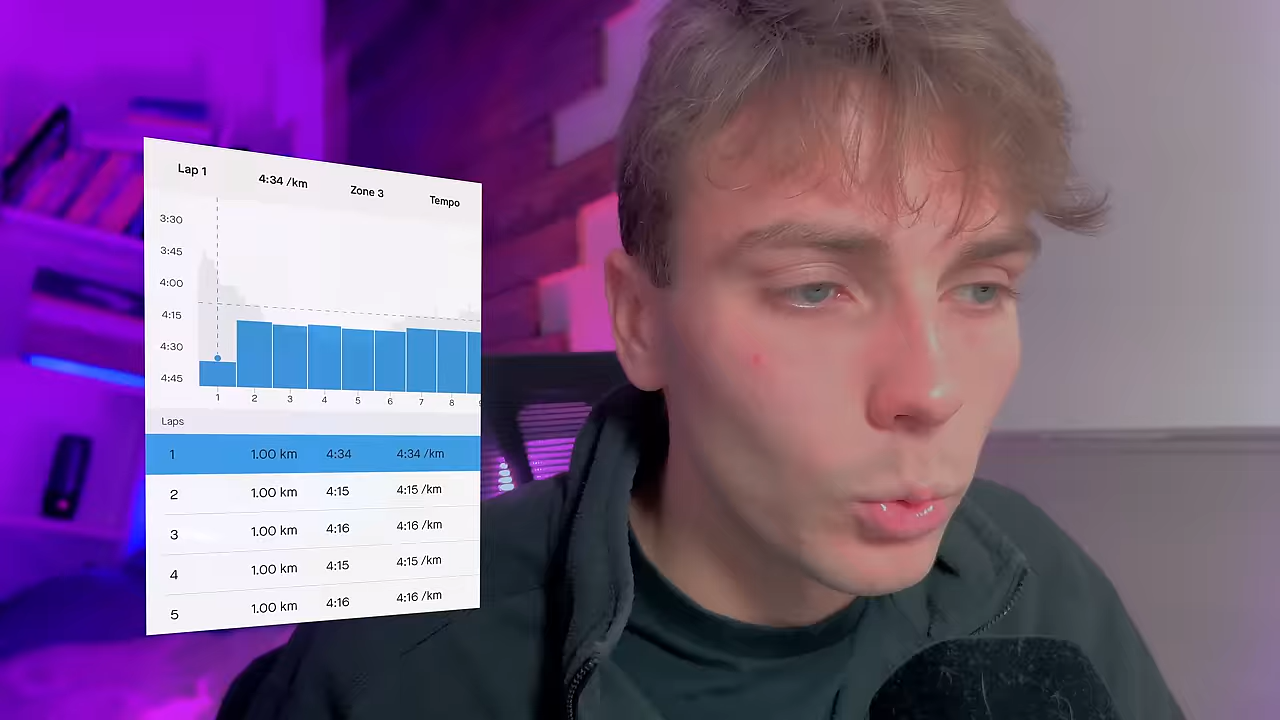 Lap 1 4:34 /km Zone 3 Tempo
3:30
3:45
4:00
4:15
4:30
4:45
1 2 3 4 5 6 7 8
Laps
1 1.00 km 4:34 4:34 /km
2 1.00 km 4:15 4:15 /km
3 1.00 km 4:16 4:16 /km
4 1.00 km 4:15 4:15 /km
5 1.00 km 4:16 4:16 /km